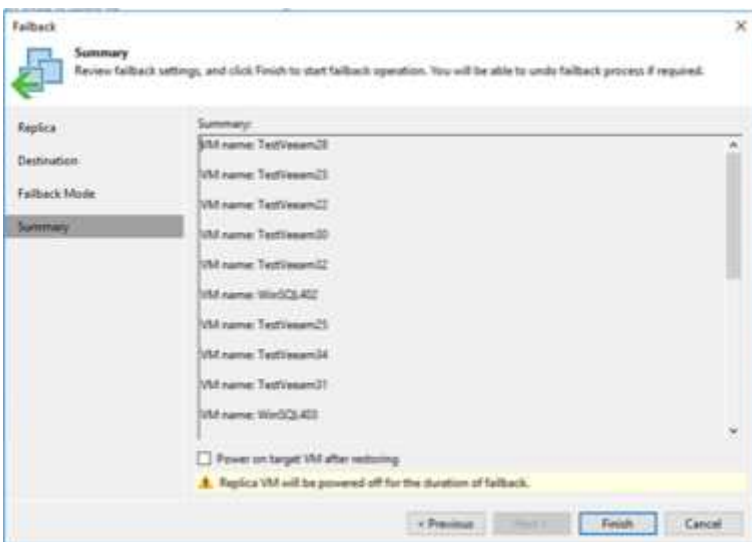 Failback
Summary
Review failback settings, and click Finish to start failback operation. You will be able to undo failback process if required.
Replica
Destination
Failback Mode
Summary
Summary:
VM name: TestVeeam28
VM name: TestVeeam23
VM name: TestVeeam22
VM name: TestVeeam30
VM name: TestVeeam32
VM name: WinSQL402
VM name: TestVeeam25
VM name: TestVeeam34
VM name: TestVeeam31
VM name: WinSQL403
Power on target VM after restoring
Replica VM will be powered off for the duration of failback.
< Previous
Next >
Finish
Cancel